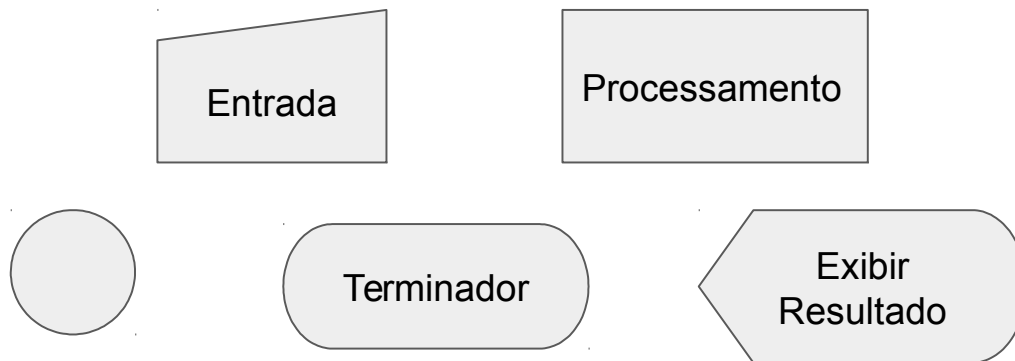 Entrada
Processamento
Terminador
Exibir
Resultado